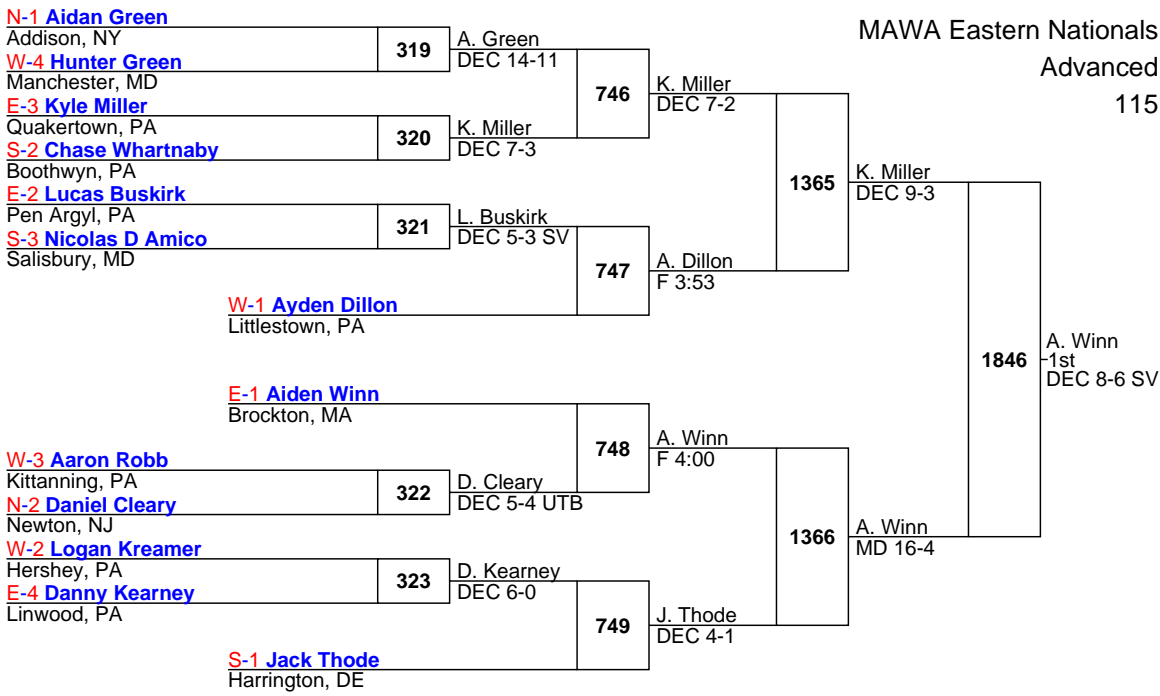 MAWA Eastern Nationals
Advanced
115
N-1 Aidan Green
Addison, NY
W-4 Hunter Green
Manchester, MD
E-3 Kyle Miller
Quakertown, PA
S-2 Chase Whartnaby
Boothwyn, PA
E-2 Lucas Buskirk
Pen Argyl, PA
S-3 Nicolas D Amico
Salisbury, MD
W-1 Ayden Dillon
Littlestown, PA
E-1 Aiden Winn
Brockton, MA
W-3 Aaron Robb
Kittanning, PA
N-2 Daniel Cleary
Newton, NJ
W-2 Logan Kreamer
Hershey, PA
E-4 Danny Kearney
Linwood, PA
S-1 Jack Thode
Harrington, DE
319
A. Green
DEC 14-11
320
K. Miller
DEC 7-3
321
L. Buskirk
DEC 5-3 SV
322
D. Cleary
DEC 5-4 UTB
323
D. Kearney
DEC 6-0
746
K. Miller
DEC 7-2
747
A. Dillon
F 3:53
748
A. Winn
F 4:00
749
J. Thode
DEC 4-1
1365
K. Miller
DEC 9-3
1366
A. Winn
MD 16-4
1846
A. Winn
1st
DEC 8-6 SV